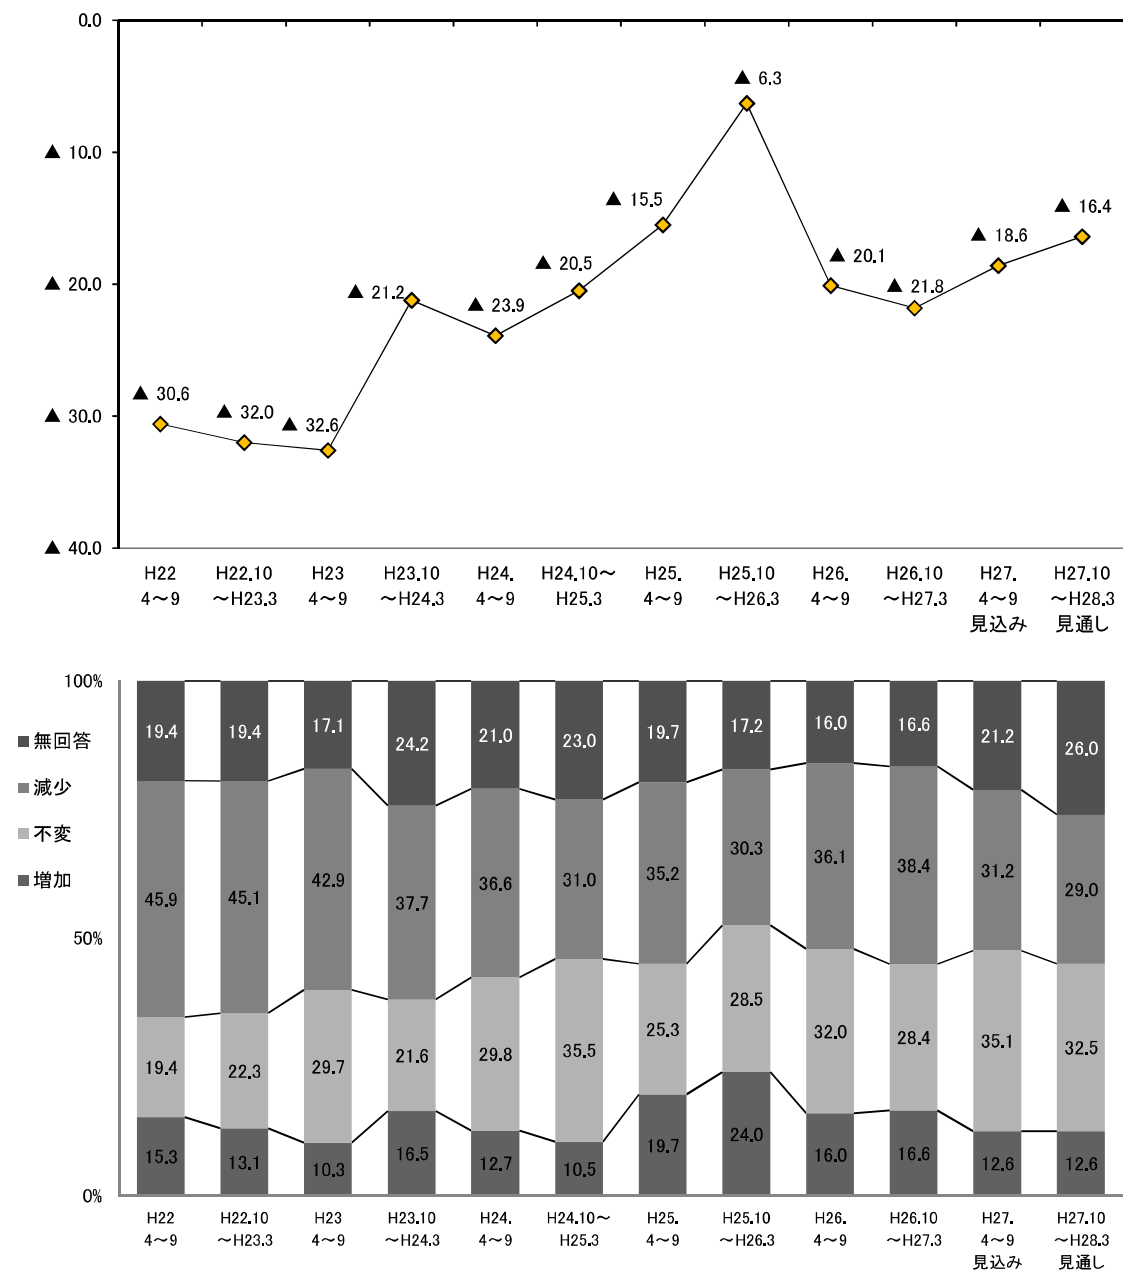 0.0
▲ 10.0
▲ 20.0
▲ 30.0
▲ 40.0
▲ 30.6
▲ 32.0
▲ 32.6
▲ 21.2
▲ 23.9
▲ 20.5
▲ 15.5
▲ 6.3
▲ 20.1
▲ 21.8
▲ 18.6
▲ 16.4
H22 4～9
H22.10 ～H23.3
H23 4～9
H23.10 ～H24.3
H24. 4～9
H24.10～ H25.3
H25. 4～9
H25.10 ～H26.3
H26. 4～9
H26.10 ～H27.3
H27. 4～9 見込み
H27.10 ～H28.3 見通し
100%
50%
0%
■無回答
■減少
■不変
■増加
19.4 19.4 17.1 24.2 21.0 23.0 19.7 17.2 16.0 16.6 21.2 26.0
45.9 45.1 42.9 37.7 36.6 31.0 35.2 30.3 36.1 38.4 31.2 29.0
19.4 22.3 29.7 21.6 29.8 35.5 25.3 28.5 32.0 28.4 35.1 32.5
15.3 13.1 10.3 16.5 12.7 10.5 19.7 24.0 16.0 16.6 12.6 12.6
H22 4～9
H22.10 ～H23.3
H23 4～9
H23.10 ～H24.3
H24. 4～9
H24.10～ H25.3
H25. 4～9
H25.10 ～H26.3
H26. 4～9
H26.10 ～H27.3
H27. 4～9 見込み
H27.10 ～H28.3 見通し